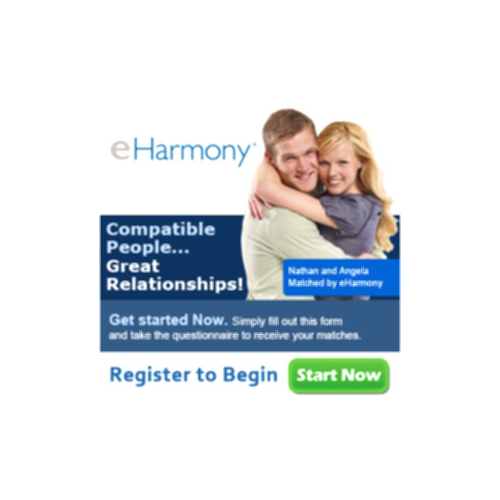 eHarmony
Compatible
People...
Great
Relationships!
Nathan and Angela
Matched by eHarmony
Get started Now. Simply fill out this form
and take the questionnaire to receive your matches.
Register to Begin Start Now